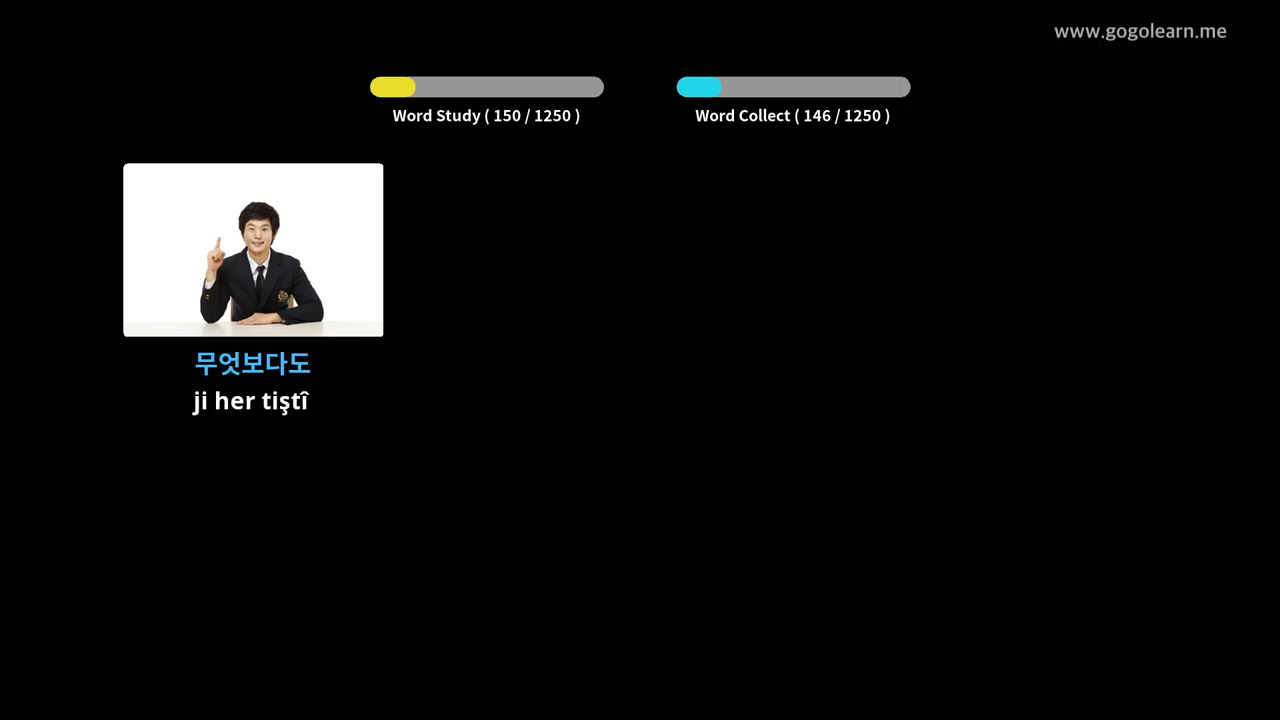 www.gogolearn.me
Word Study ( 150 / 1250 )
Word Collect ( 146 / 1250 )
무엇보다도
ji her tiştî